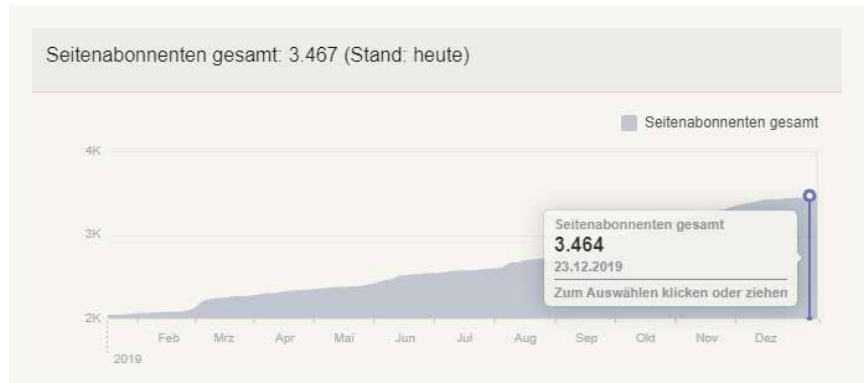 Seitenabonnenten gesamt: 3.467 (Stand: heute)
Seitenabonnenten gesamt
4K
3K
2K
Seitenabonnenten gesamt
3.464
23.12.2019
Zum Auswählen klicken oder ziehen
Feb Mrz Apr Mai Jun Jul Aug Sep Okt Nov Dez
2019